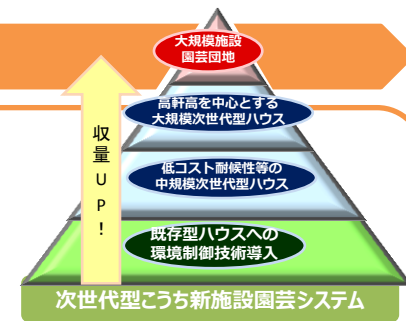 大規模施設
園芸団地
高軒高を中心とする
大規模次世代型ハウス
低コスト耐候性等の
中規模次世代型ハウス
既存型ハウスへの
環境制御技術導入
収量UP!
次世代型こうち新施設園芸システム